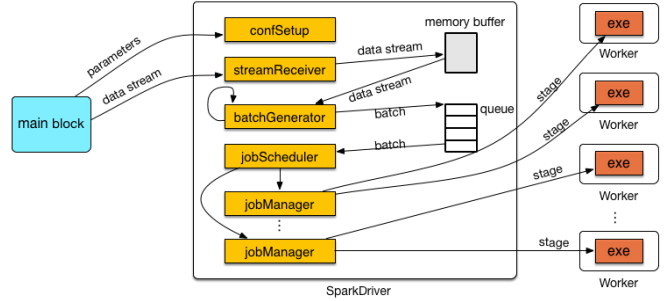 confSetup
memory buffer
exe
Worker
parameters
data stream
streamReceiver
data stream
data stream
main block
batchGenerator
batch
queue
stage
exe
Worker
jobScheduler
batch
stage
exe
Worker
jobManager
stage
jobManager
stage
exe
Worker
SparkDriver